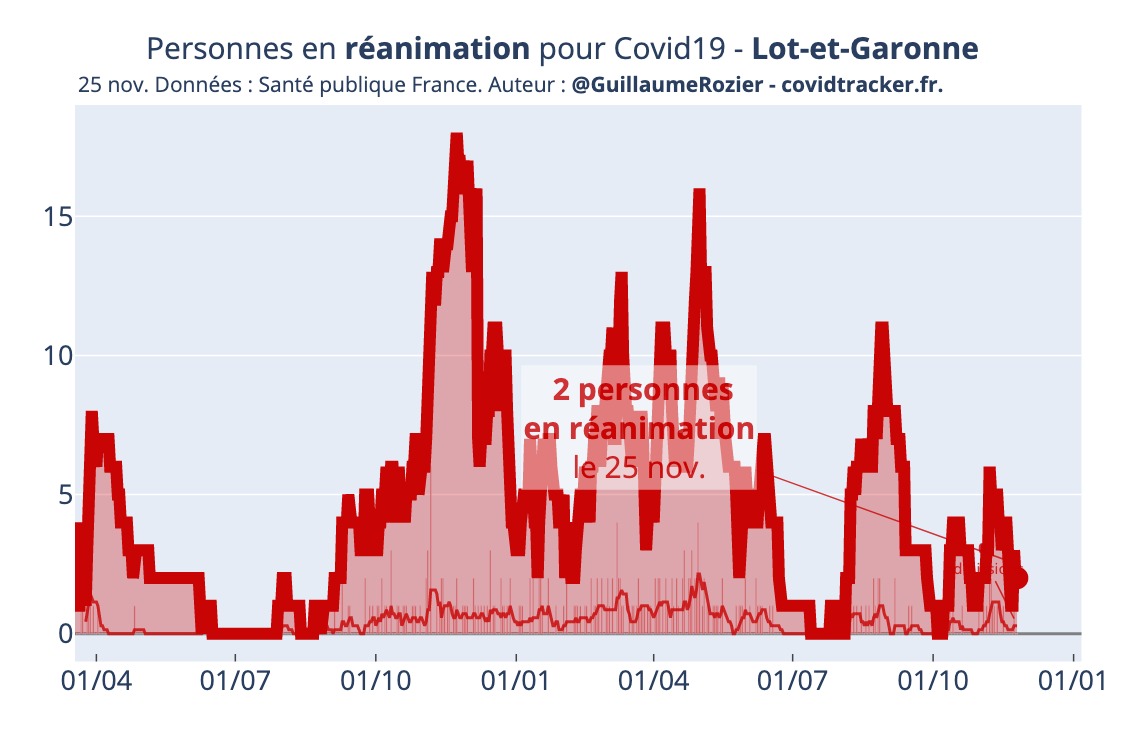 Personnes en réanimation pour Covid19 - Lot-et-Garonne
25 nov. Données : Santé publique France. Auteur : @GuillaumeRozier - covidtracker.fr.
15
10
2 personnes
en réanimation
le 25 nov.
5
0
01/04 01/07 01/10 01/01 01/04 01/07 01/10 01/01